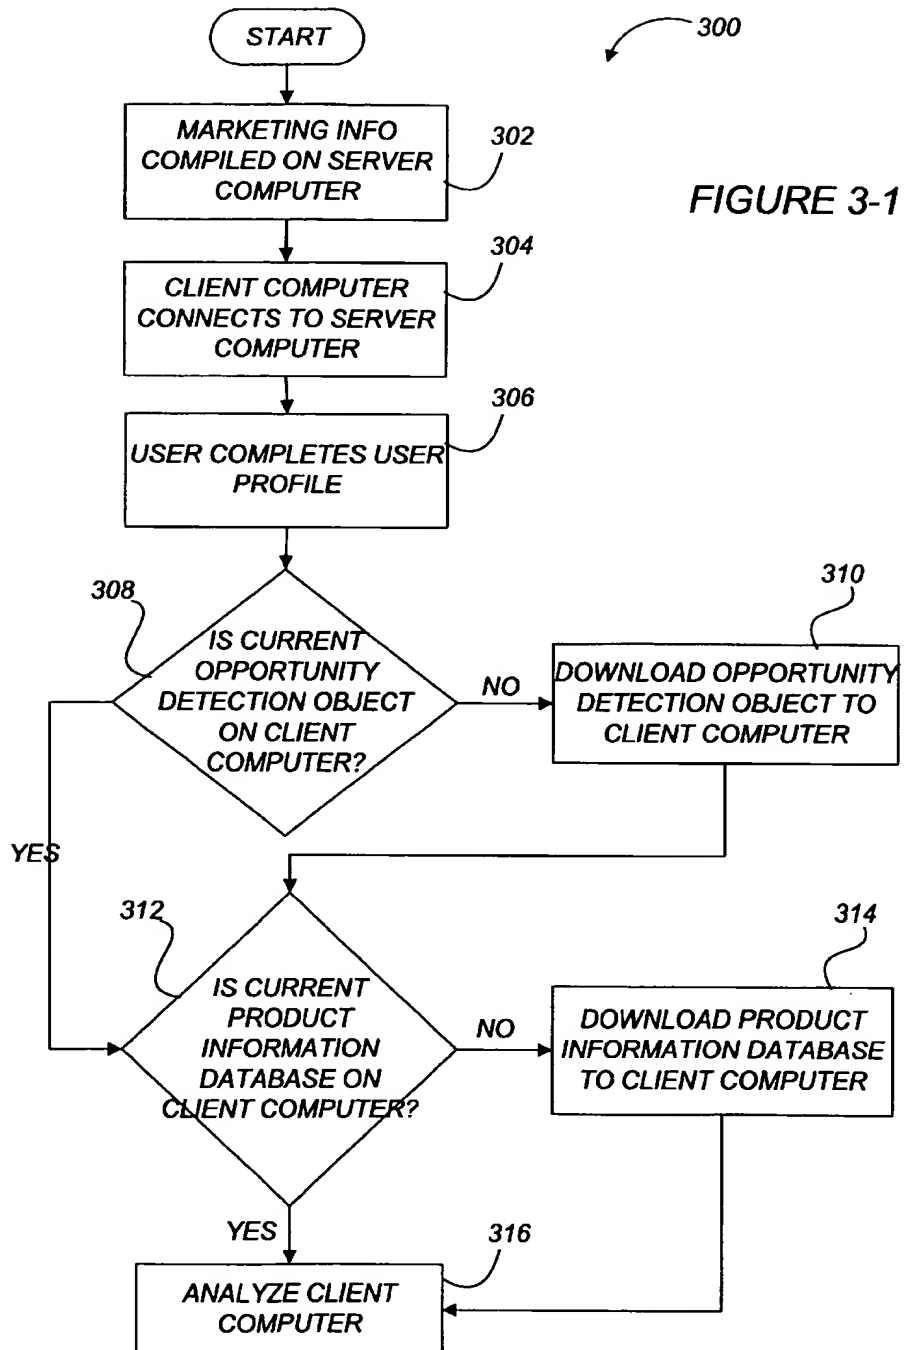 START
300
MARKETING INFO
COMPILED ON SERVER
COMPUTER
302
FIGURE 3-1
304
CLIENT COMPUTER
CONNECTS TO SERVER
COMPUTER
306
USER COMPLETES USER
PROFILE
308
IS CURRENT
OPPORTUNITY
DETECTION OBJECT
ON CLIENT
COMPUTER?
NO
310
DOWNLOAD OPPORTUNITY
DETECTION OBJECT TO
CLIENT COMPUTER
YES
312
IS CURRENT
PRODUCT
INFORMATION
DATABASE ON
CLIENT COMPUTER?
NO
314
DOWNLOAD PRODUCT
INFORMATION DATABASE
TO CLIENT COMPUTER
YES
316
ANALYZE CLIENT
COMPUTER